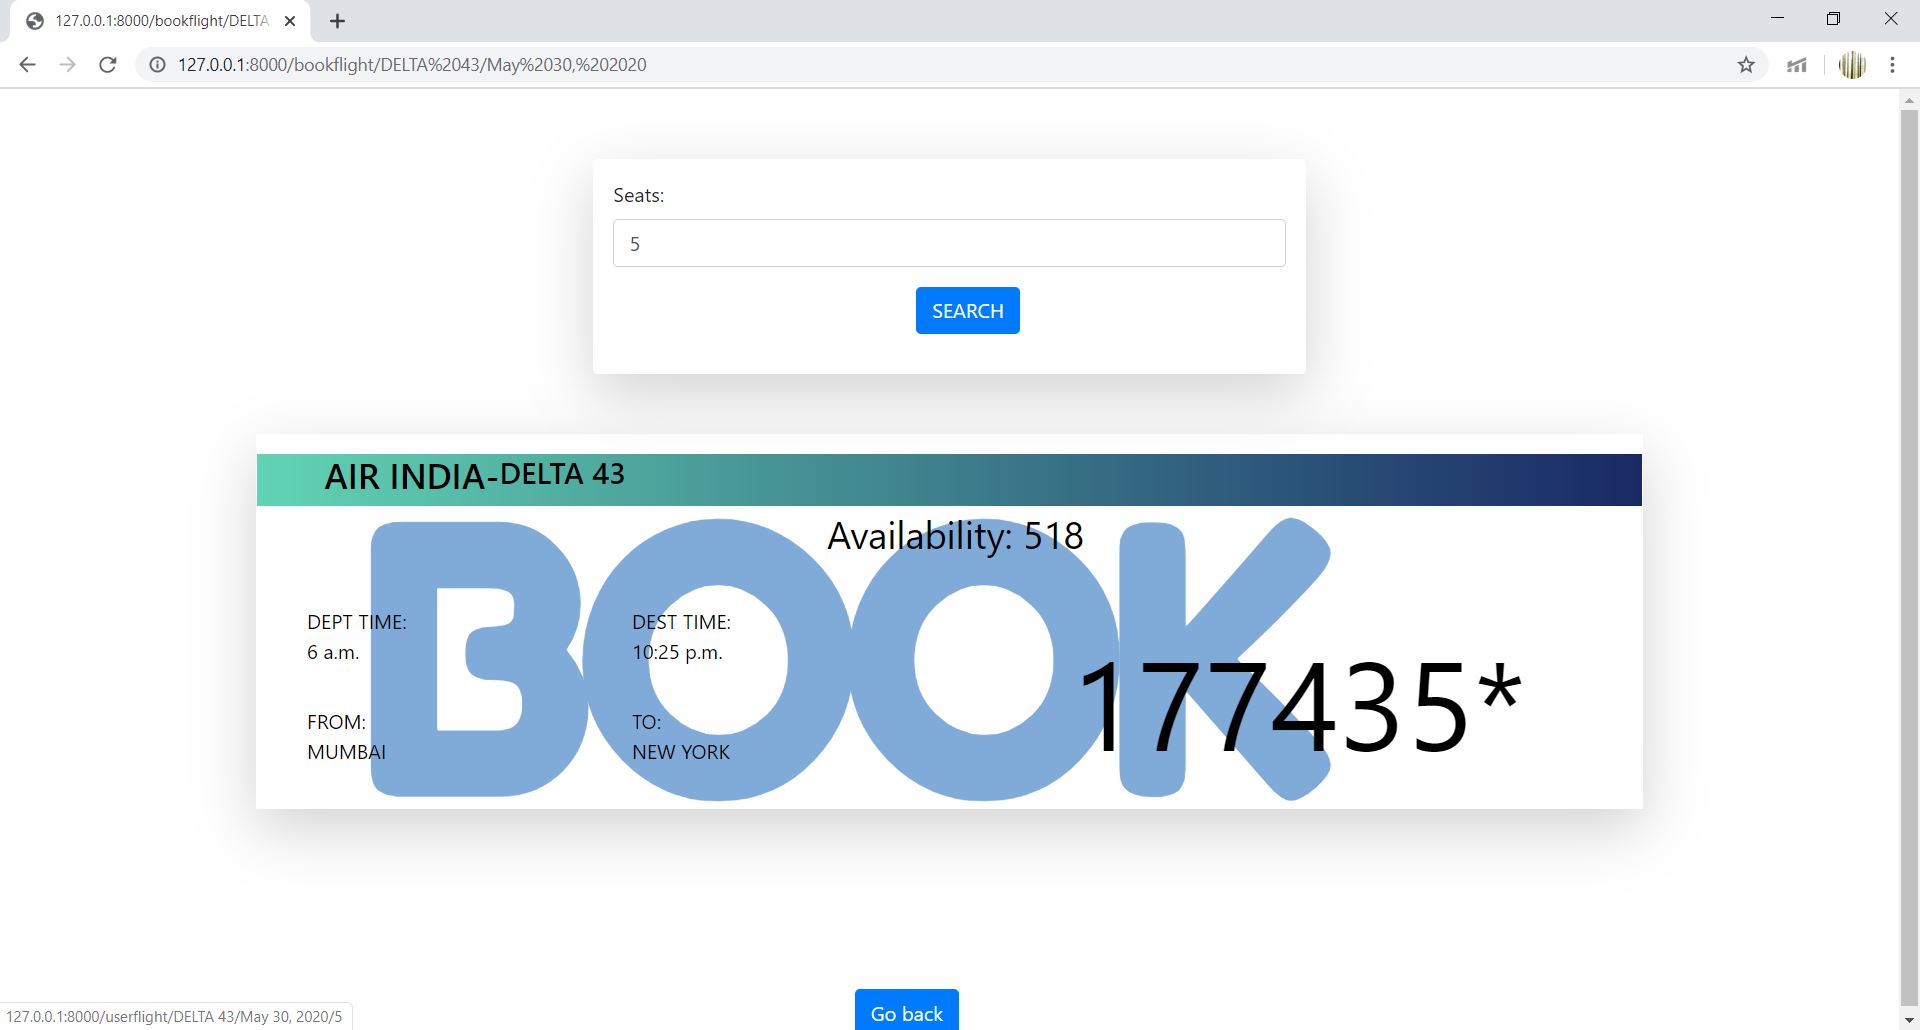 127.0.0.1:8000/bookflight/DELTA
127.0.0.1:8000/bookflight/DELTA%2043/May%2030,%202020
Seats:
5
SEARCH
AIR INDIA-DELTA 43
BOOK
Availability: 518
DEPT TIME:
6 a.m.
DEST TIME:
10:25 p.m.
FROM:
MUMBAI
TO:
NEW YORK
177435*
Go back
127.0.0.1:8000/userflight/DELTA 43/May 30, 2020/5